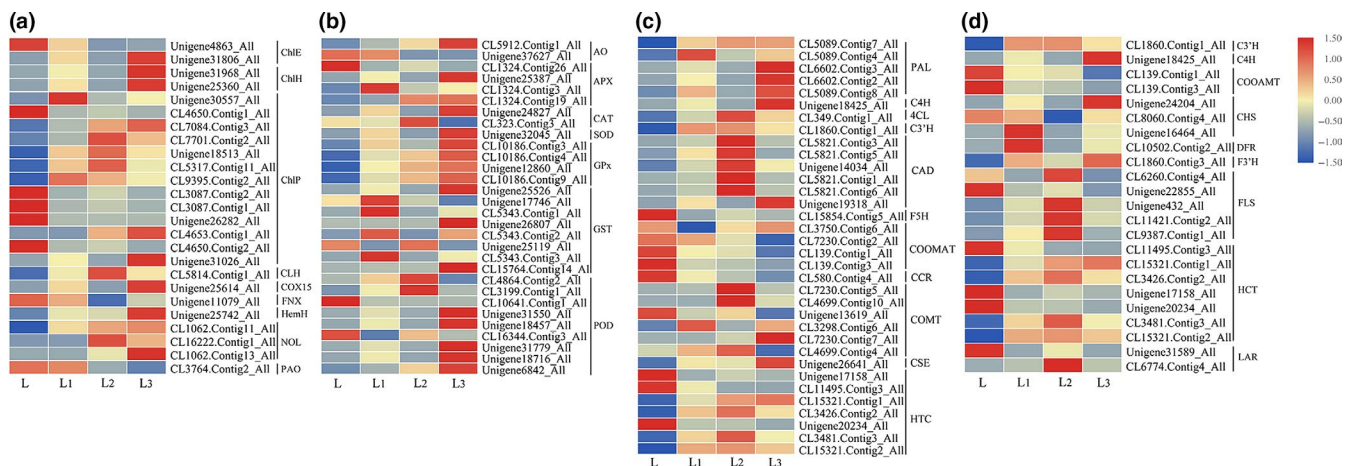 (a)
Unigene4863_All
Unigene31806_All
Unigene31968_All
Unigene25360_All
Unigene30557_All
CL4650.Contig1_All
CL7084.Contig3_All
CL7701.Contig2_All
Unigene18513_All
CL5317.Contig11_All
CL9395.Contig2_All
CL3087.Contig2_All
CL3087.Contig1_All
Unigene26282_All
CL4653.Contig1_All
CL4650.Contig2_All
Unigene31026_All
CL5814.Contig1_All
Unigene25614_All
Unigene11079_All
Unigene25742_All
CL1062.Contig11_All
CL16222.Contig1_All
CL1062.Contig13_All
CL3764.Contig2_All
ChlE
ChlH
ChlP
CLH
COX15
FNX
HemH
NOL
PAO
L L1 L2 L3
(b)
CL5912.Contig1_All
Unigene37627_All
CL1324.Contig26_All
Unigene25387_All
CL1324.Contig3_All
CL1324.Contig19_All
Unigene24827_All
CL323.Contig5_All
Unigene32045_All
CL10186.Contig3_All
CL10186.Contig4_All
Unigene12860_All
CL10186.Contig9_All
Unigene25526_All
Unigene17746_All
CL5343.Contig1_All
Unigene26807_All
CL5343.Contig2_All
Unigene25119_All
CL5343.Contig3_All
CL15764.Contig14_All
CL4864.Contig2_All
CL3199.Contig1_All
CL10641.Contig1_All
Unigene31550_All
Unigene18457_All
CL16344.Contig3_All
Unigene31779_All
Unigene18716_All
Unigene6842_All
AO
APX
CAT
SOD
GPx
GST
POD
L L1 L2 L3
(c)
CL5089.Contig7_All
CL5089.Contig4_All
CL6602.Contig3_All
CL6602.Contig2_All
CL5089.Contig8_All
Unigene18425_All
CL349.Contig1_All
CL1860.Contig1_All
CL5821.Contig3_All
CL5821.Contig5_All
Unigene14034_All
CL5821.Contig1_All
CL5821.Contig6_All
Unigene19318_All
CL15854.Contig5_All
CL3750.Contig6_All
CL7230.Contig2_All
CL139.Contig1_All
CL139.Contig3_All
CL580.Contig4_All
CL7230.Contig5_All
CL4699.Contig10_All
Unigene13619_All
CL3298.Contig6_All
CL7230.Contig7_All
CL4699.Contig4_All
Unigene26641_All
Unigene17158_All
CL11495.Contig3_All
CL15321.Contig1_All
CL3426.Contig2_All
Unigene20234_All
CL3481.Contig3_All
CL15321.Contig2_All
PAL
C4H
4CL
C3'H
CAD
F5H
COOMAT
CCR
COMT
CSE
HTC
L L1 L2 L3
(d)
CL1860.Contig1_All
Unigene18425_All
CL139.Contig1_All
CL139.Contig3_All
Unigene24204_All
CL8060.Contig4_All
Unigene16464_All
CL10502.Contig2_All
CL1860.Contig3_All
CL6260.Contig4_All
Unigene22855_All
Unigene432_All
CL11421.Contig2_All
CL9387.Contig1_All
CL11495.Contig3_All
CL15321.Contig1_All
CL3426.Contig2_All
Unigene17158_All
Unigene20234_All
CL3481.Contig3_All
CL15321.Contig2_All
Unigene31589_All
CL6774.Contig4_All
C3'H
C4H
COOAMT
CHS
DFR
F3'H
FLS
HCT
LAR
L L1 L2 L3
1.50
1.00
0.50
0.00
−0.50
−1.00
−1.50